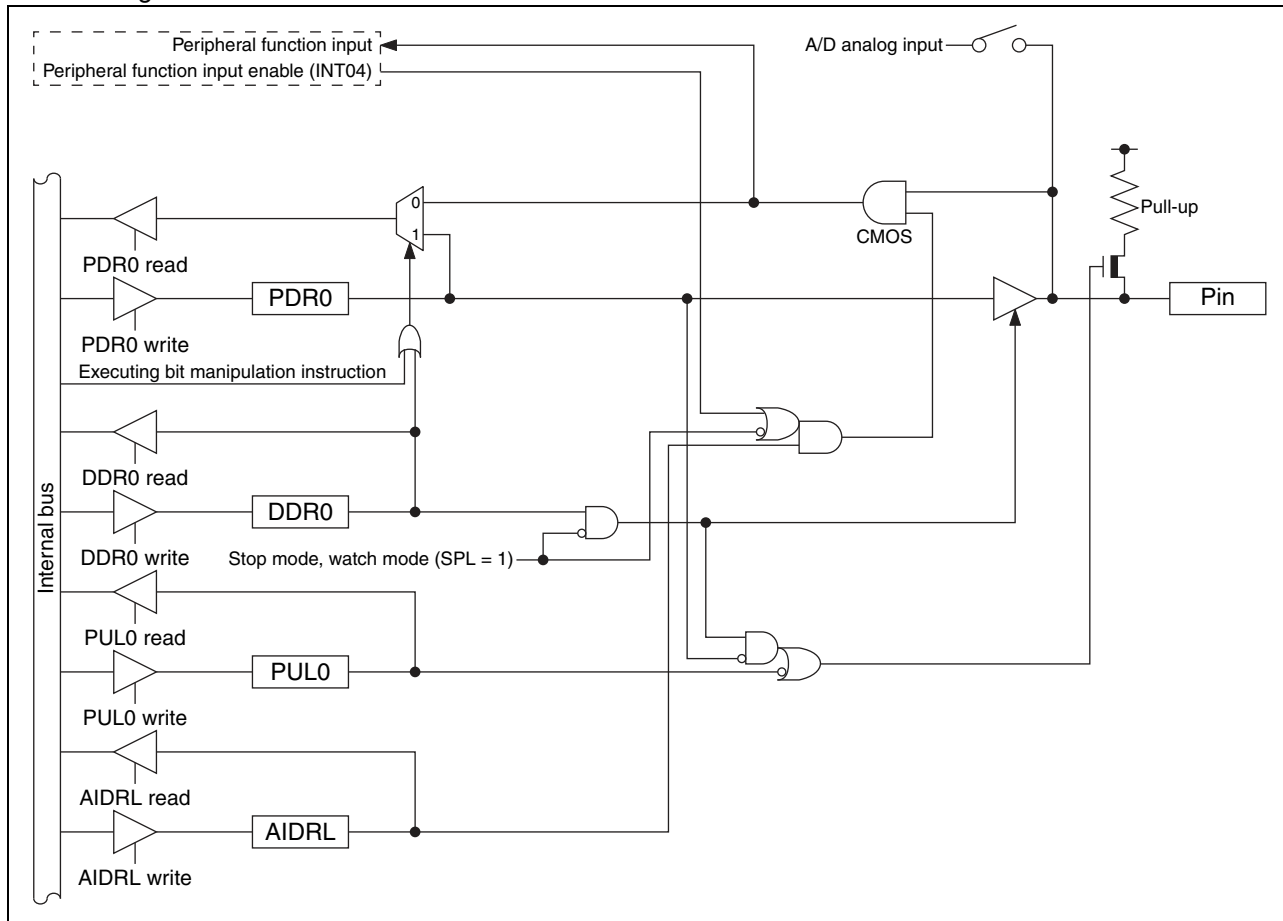 Peripheral function input
A/D analog input
Peripheral function input enable (INT04)
0
Pull-up
1
CMOS
PDR0 read
PDR0
Pin
PDR0 write
Executing bit manipulation instruction
DDR0 read
DDR0
Stop mode, watch mode (SPL = 1)
DDR0 write
Internal bus
PUL0 read
PUL0
PUL0 write
AIDRL read
AIDRL
AIDRL write